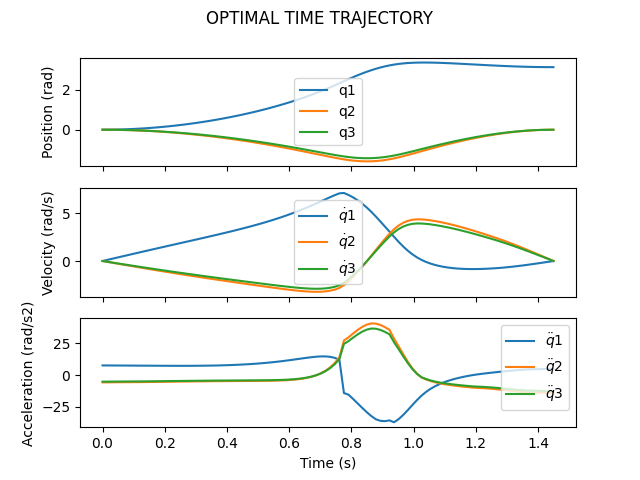 OPTIMAL TIME TRAJECTORY
Position (rad)
2
0
q1
q2
q3
Velocity (rad/s)
5
0
q̇1
q̇2
q̇3
Acceleration (rad/s2)
25
0
−25
q̈1
q̈2
q̈3
0.0 0.2 0.4 0.6 0.8 1.0 1.2 1.4
Time (s)